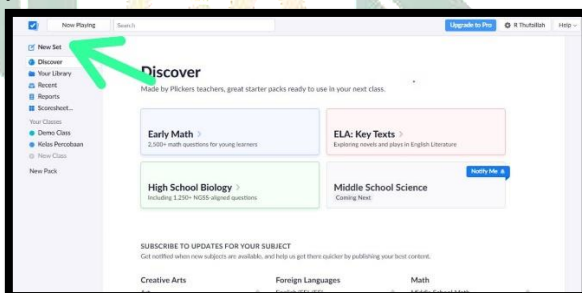 Now Playing
Search
Upgrade to Pro
R Thufailah
Help
New Set
Discover
Your Library
Recent
Reports
Scoresheet...
Your Classes
Demo Class
Kelas Percobaan
New Class
New Pack
Discover
Made by Plickers teachers, great starter packs ready to use in your next class.
Early Math >
2,500+ math questions for young learners
ELA: Key Texts >
Exploring novels and plays in English Literature
High School Biology >
Including 1,250+ NGSS-aligned questions
Notify Me
Middle School Science
Coming Next
SUBSCRIBE TO UPDATES FOR YOUR SUBJECT
Get notified when new subjects are available, and help us get there quicker by publishing your best content.
Creative Arts
Foreign Languages
Math